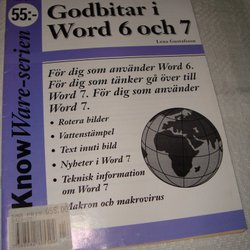 55:-
Godbitar i
Word 6 och 7
Lena Gustafsson
KnowWare-serien
För dig som använder Word 6.
För dig som tänker gå över till
Word 7. För dig som använder
Word 7.
• Rotera bilder
• Vattenstämpel
• Text inuti bild
• Nyheter i Word 7
• Teknisk information
om Word 7
Makron och makrovirus